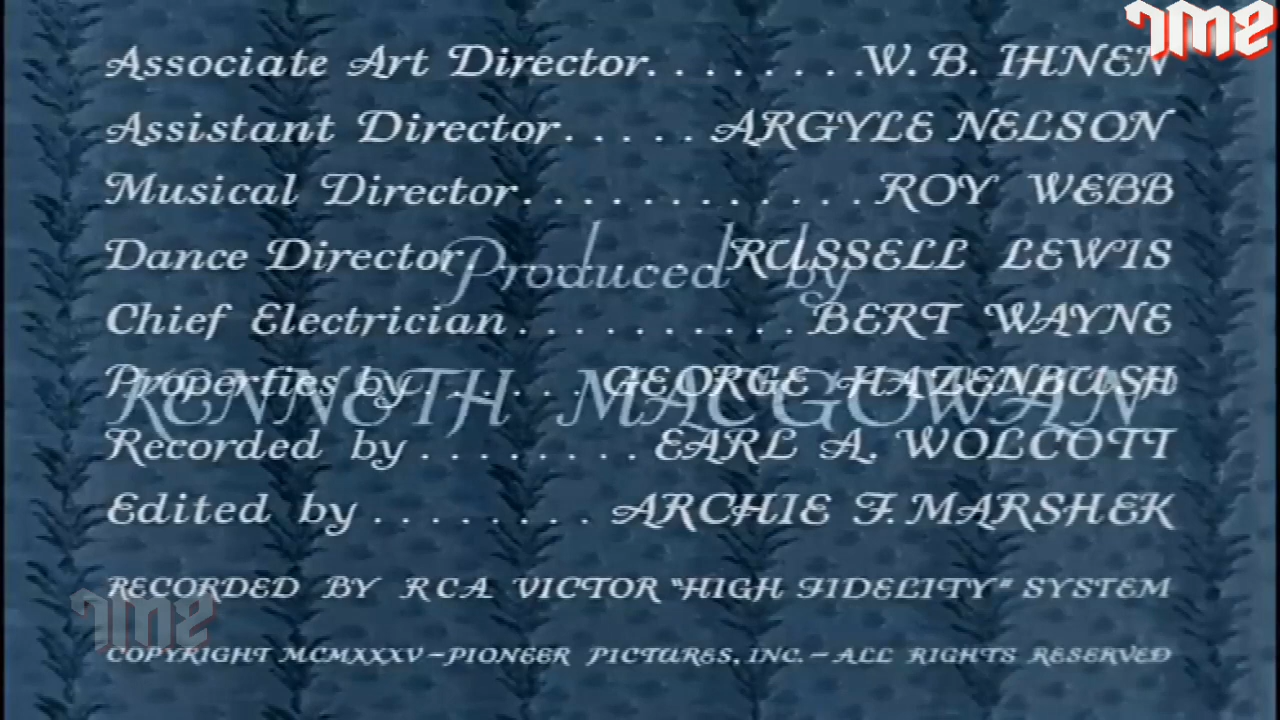 Associate Art Director. . . . . . . . .W. B. IHNEN
Assistant Director. . . . . ARGYLE NELSON
Musical Director. . . . . . . . . . . . ROY WEBB
Dance Director RUSSELL LEWIS
Produced by
Chief Electrician . . . . . . . . . . BERT WAYNE
Properties by . . . . . . GEORGE HAZENBUSH
KENNETH MACGOWAN
Recorded by . . . . . . . . EARL A. WOLCOTT
Edited by . . . . . . . . ARCHIE F. MARSHEK
RECORDED BY RCA VICTOR "HIGH FIDELITY" SYSTEM
COPYRIGHT MCMXXXV—PIONEER PICTURES, INC.—ALL RIGHTS RESERVED